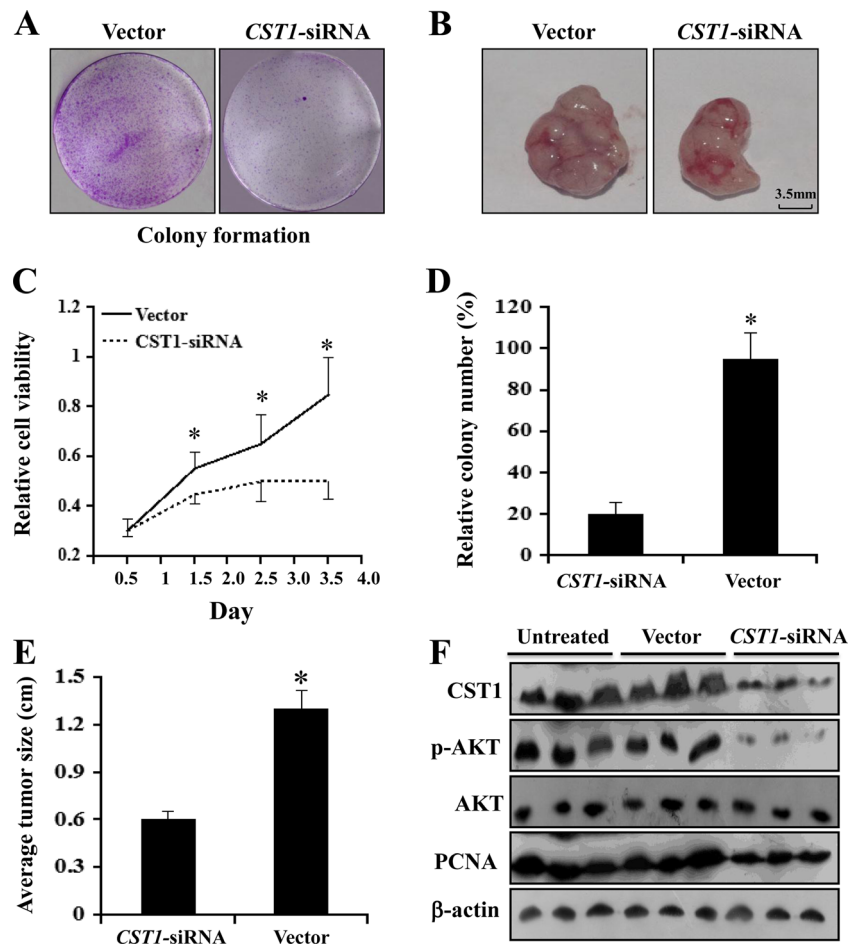 A
Vector
CST1-siRNA
Colony formation
B
Vector
CST1-siRNA
3.5mm
C
Relative cell viability
1.2
1
0.8
0.6
0.4
0.2
Vector
CST1-siRNA
*
*
*
0.5 1 1.5 2.0 2.5 3.0 3.5 4.0
Day
D
Relative colony number (%)
120
100
80
60
40
20
0
*
CST1-siRNA Vector
E
Average tumor size (cm)
1.5
1.2
0.9
0.6
0.3
0
*
CST1-siRNA Vector
F
Untreated Vector CST1-siRNA
CST1
p-AKT
AKT
PCNA
β-actin